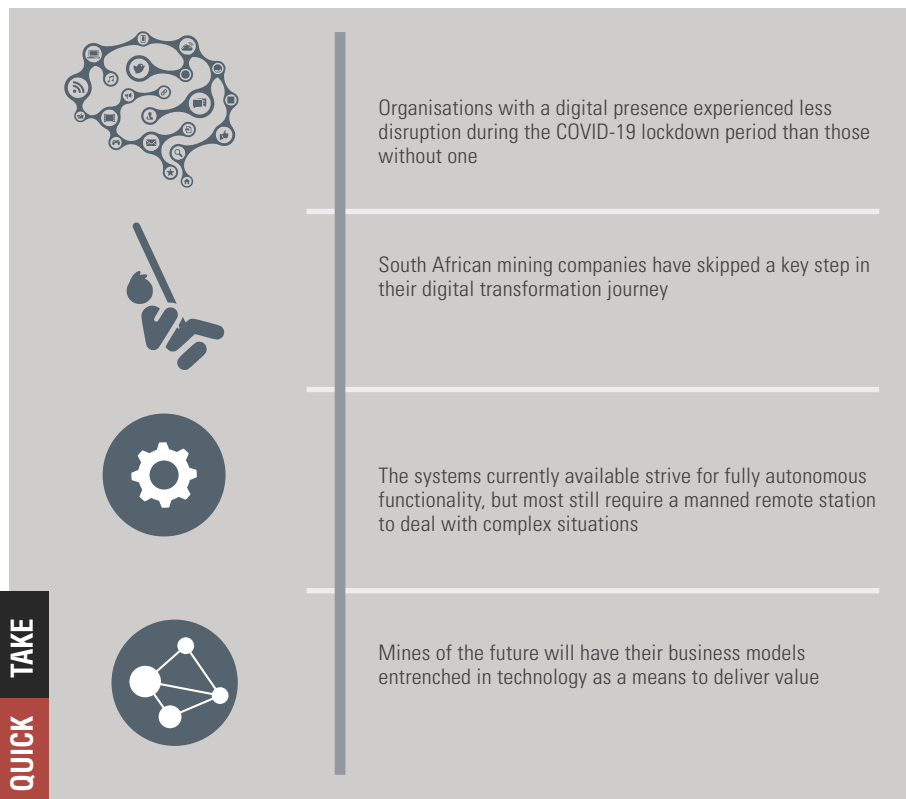 Organisations with a digital presence experienced less
disruption during the COVID-19 lockdown period than those
without one
South African mining companies have skipped a key step in
their digital transformation journey
The systems currently available strive for fully autonomous
functionality, but most still require a manned remote station
to deal with complex situations
Mines of the future will have their business models
entrenched in technology as a means to deliver value
QUICK TAKE